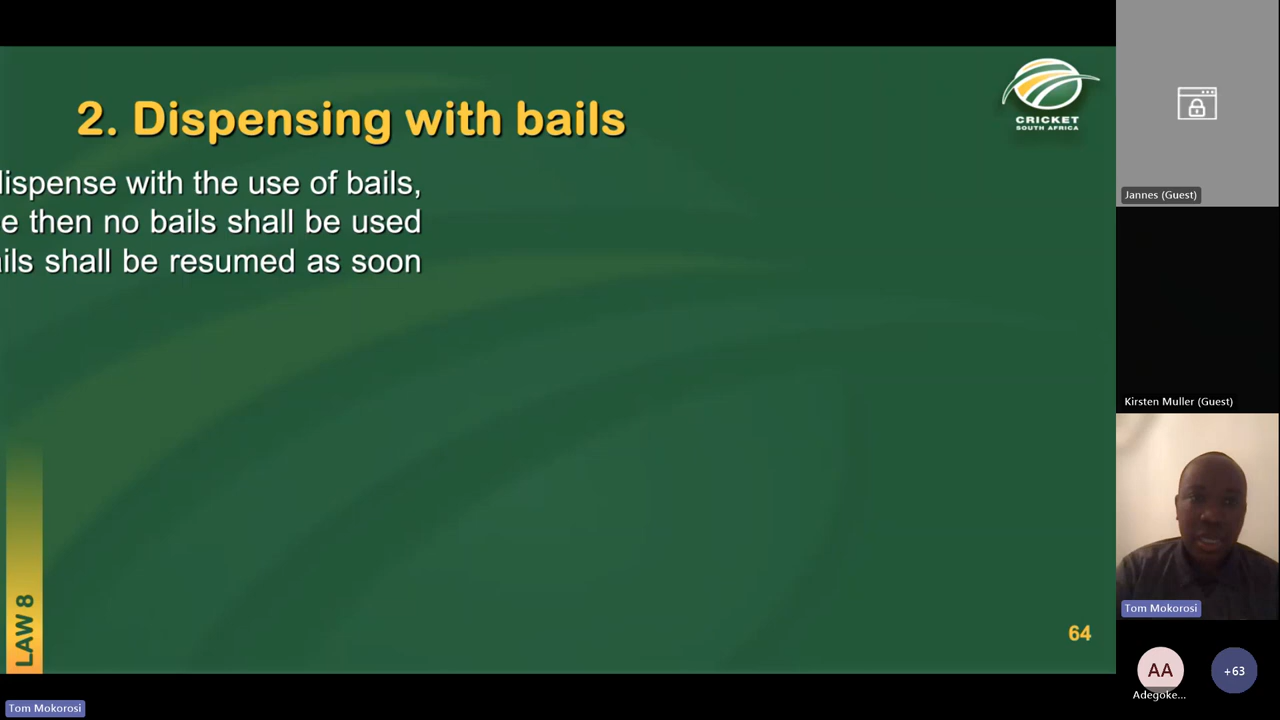 2. Dispensing with bails
CRICKET
SOUTH AFRICA
dispense with the use of bails,
e then no bails shall be used
ails shall be resumed as soon
LAW 8
64
Tom Mokorosi
Jannes (Guest)
Kirsten Muller (Guest)
Tom Mokorosi
AA
Adegoke...
+63